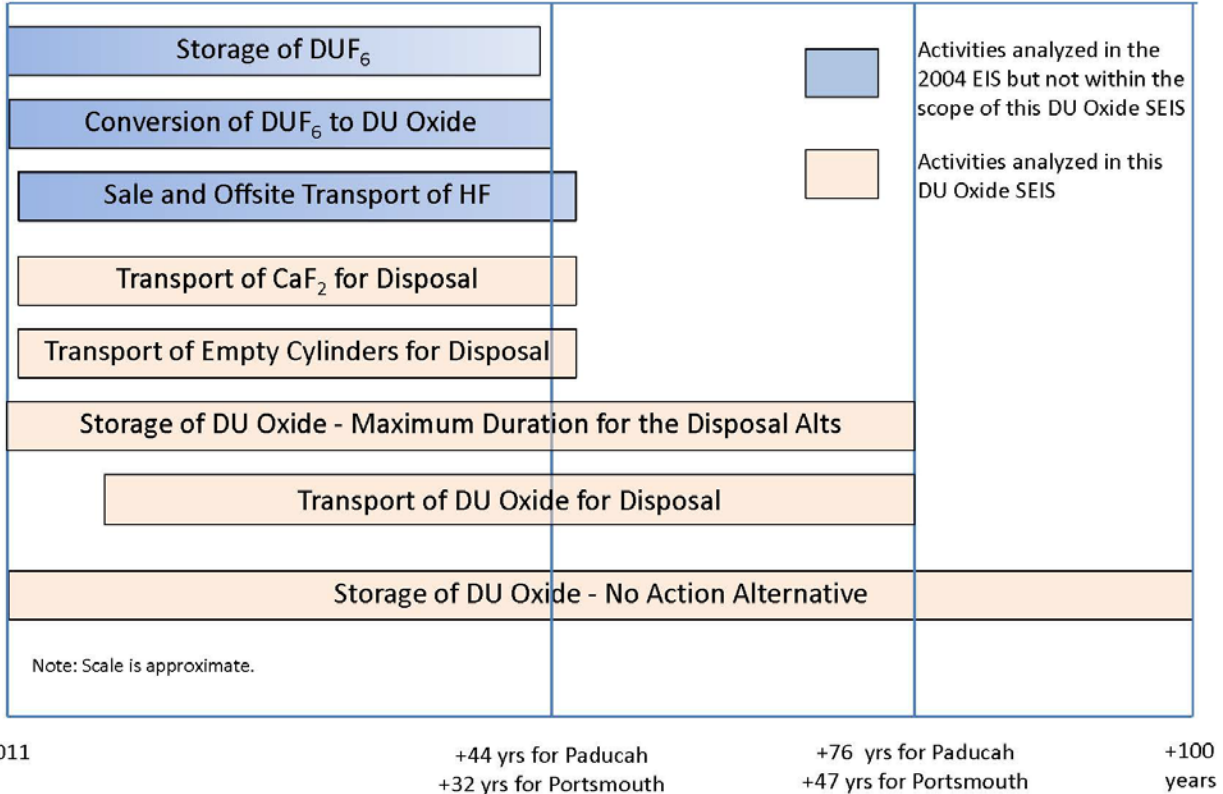 Storage of DUF₆
Conversion of DUF₆ to DU Oxide
Sale and Offsite Transport of HF
Transport of CaF₂ for Disposal
Transport of Empty Cylinders for Disposal
Storage of DU Oxide - Maximum Duration for the Disposal Alts
Transport of DU Oxide for Disposal
Storage of DU Oxide - No Action Alternative
Note: Scale is approximate.
Activities analyzed in the
2004 EIS but not within the
scope of this DU Oxide SEIS
Activities analyzed in this
DU Oxide SEIS
011
+44 yrs for Paducah
+32 yrs for Portsmouth
+76 yrs for Paducah
+47 yrs for Portsmouth
+100
years